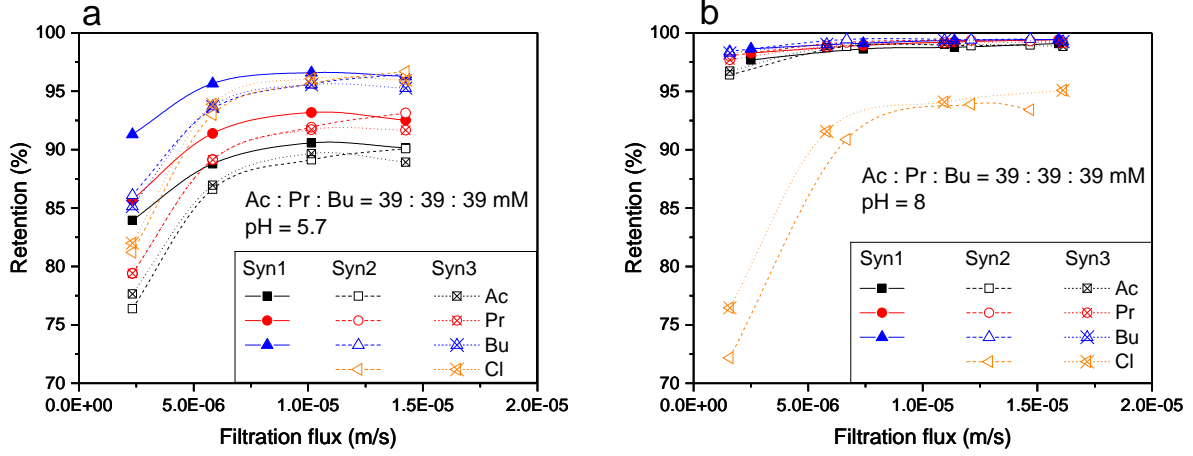 a
Retention (%)
100
95
90
85
80
75
70
0.0E+00
5.0E-06
1.0E-05
1.5E-05
2.0E-05
Filtration flux (m/s)
Ac : Pr : Bu = 39 : 39 : 39 mM
pH = 5.7
Syn1 Syn2 Syn3
Ac
Pr
Bu
Cl
b
Retention (%)
100
95
90
85
80
75
70
0.0E+00
5.0E-06
1.0E-05
1.5E-05
2.0E-05
Filtration flux (m/s)
Ac : Pr : Bu = 39 : 39 : 39 mM
pH = 8
Syn1 Syn2 Syn3
Ac
Pr
Bu
Cl